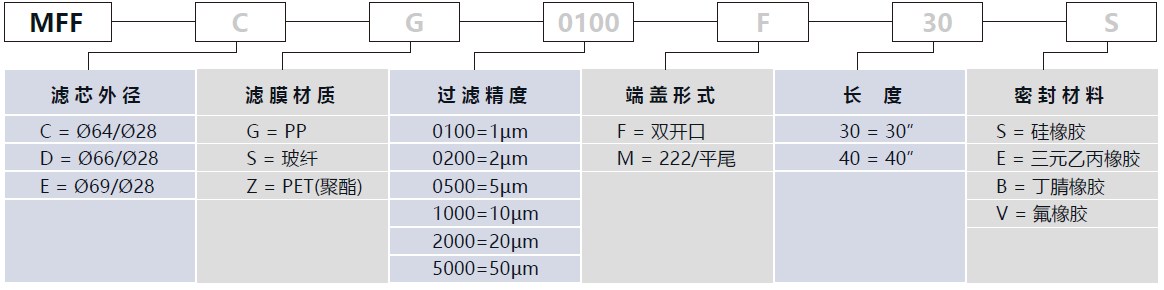 MFF C G 0100 F 30 S
滤芯外径 滤膜材质 过滤精度 端盖形式 长 度 密封材料
C = Ø64/Ø28 G = PP 0100=1μm F = 双开口 30 = 30″ S = 硅橡胶
D = Ø66/Ø28 S = 玻纤 0200=2μm M = 222/平尾 40 = 40″ E = 三元乙丙橡胶
E = Ø69/Ø28 Z = PET(聚酯) 0500=5μm B = 丁腈橡胶
1000=10μm V = 氟橡胶
2000=20μm
5000=50μm